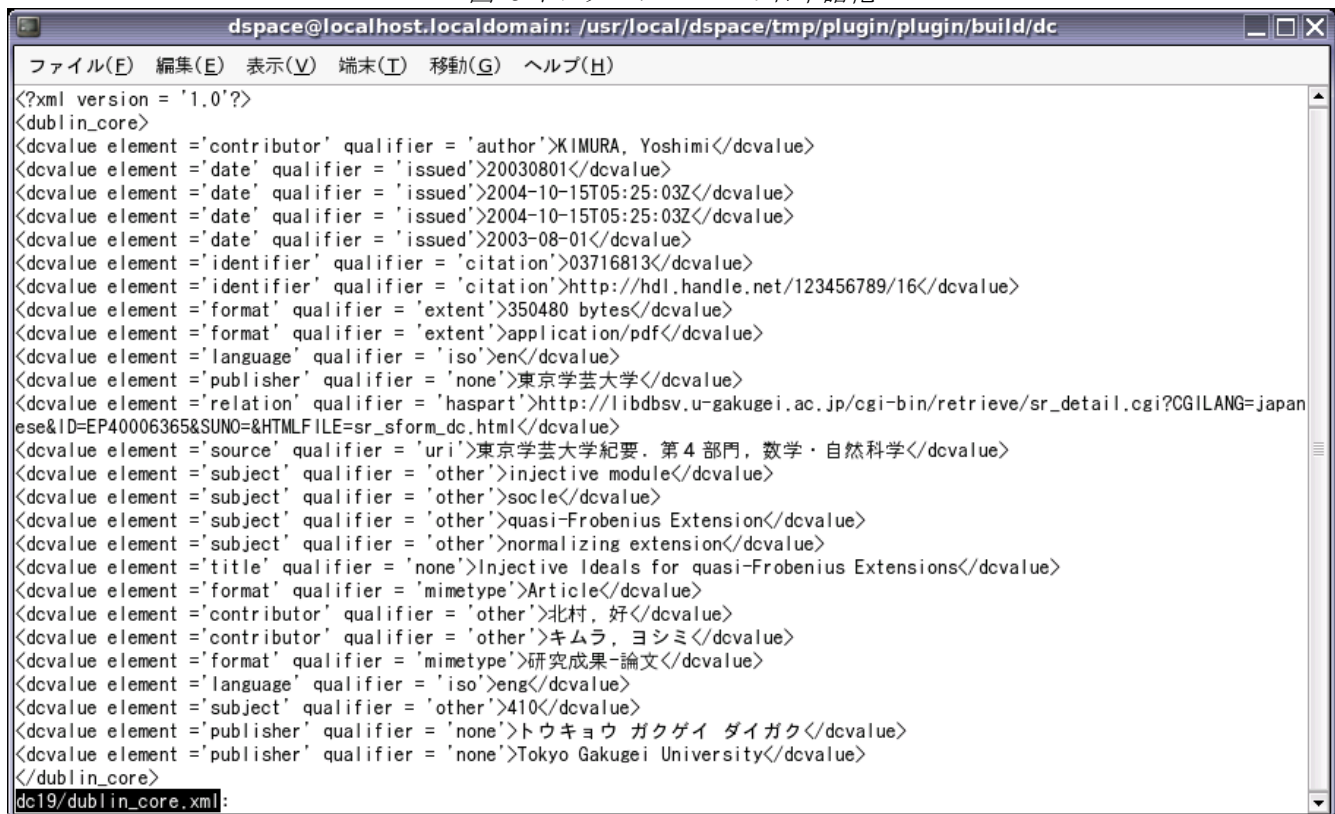 dspace@localhost.localdomain: /usr/local/dspace/tmp/plugin/plugin/build/dc
ファイル(F) 編集(E) 表示(V) 端末(T) 移動(G) ヘルプ(H)
<?xml version = '1.0'?>
<dublin_core>
<dcvalue element ='contributor' qualifier = 'author'>KIMURA, Yoshimi</dcvalue>
<dcvalue element ='date' qualifier = 'issued'>20030801</dcvalue>
<dcvalue element ='date' qualifier = 'issued'>2004-10-15T05:25:03Z</dcvalue>
<dcvalue element ='date' qualifier = 'issued'>2004-10-15T05:25:03Z</dcvalue>
<dcvalue element ='date' qualifier = 'issued'>2003-08-01</dcvalue>
<dcvalue element ='identifier' qualifier = 'citation'>03716813</dcvalue>
<dcvalue element ='identifier' qualifier = 'citation'>http://hdl.handle.net/123456789/16</dcvalue>
<dcvalue element ='format' qualifier = 'extent'>350480 bytes</dcvalue>
<dcvalue element ='format' qualifier = 'extent'>application/pdf</dcvalue>
<dcvalue element ='language' qualifier = 'iso'>en</dcvalue>
<dcvalue element ='publisher' qualifier = 'none'>東京学芸大学</dcvalue>
<dcvalue element ='relation' qualifier = 'haspart'>http://libdbsv.u-gakugei.ac.jp/cgi-bin/retrieve/sr_detail.cgi?CGILANG=japan
ese&ID=EP40006365&SUNO=&HTMLFILE=sr_sform_dc.html</dcvalue>
<dcvalue element ='source' qualifier = 'uri'>東京学芸大学紀要. 第4部門, 数学・自然科学</dcvalue>
<dcvalue element ='subject' qualifier = 'other'>injective module</dcvalue>
<dcvalue element ='subject' qualifier = 'other'>socle</dcvalue>
<dcvalue element ='subject' qualifier = 'other'>quasi-Frobenius Extension</dcvalue>
<dcvalue element ='subject' qualifier = 'other'>normalizing extension</dcvalue>
<dcvalue element ='title' qualifier = 'none'>Injective Ideals for quasi-Frobenius Extensions</dcvalue>
<dcvalue element ='format' qualifier = 'mimetype'>Article</dcvalue>
<dcvalue element ='contributor' qualifier = 'other'>北村, 好</dcvalue>
<dcvalue element ='contributor' qualifier = 'other'>キムラ, ヨシミ</dcvalue>
<dcvalue element ='format' qualifier = 'mimetype'>研究成果-論文</dcvalue>
<dcvalue element ='language' qualifier = 'iso'>eng</dcvalue>
<dcvalue element ='subject' qualifier = 'other'>410</dcvalue>
<dcvalue element ='publisher' qualifier = 'none'>トウキョウ ガクゲイ ダイガク</dcvalue>
<dcvalue element ='publisher' qualifier = 'none'>Tokyo Gakugei University</dcvalue>
</dublin_core>
dc19/dublin_core.xml: